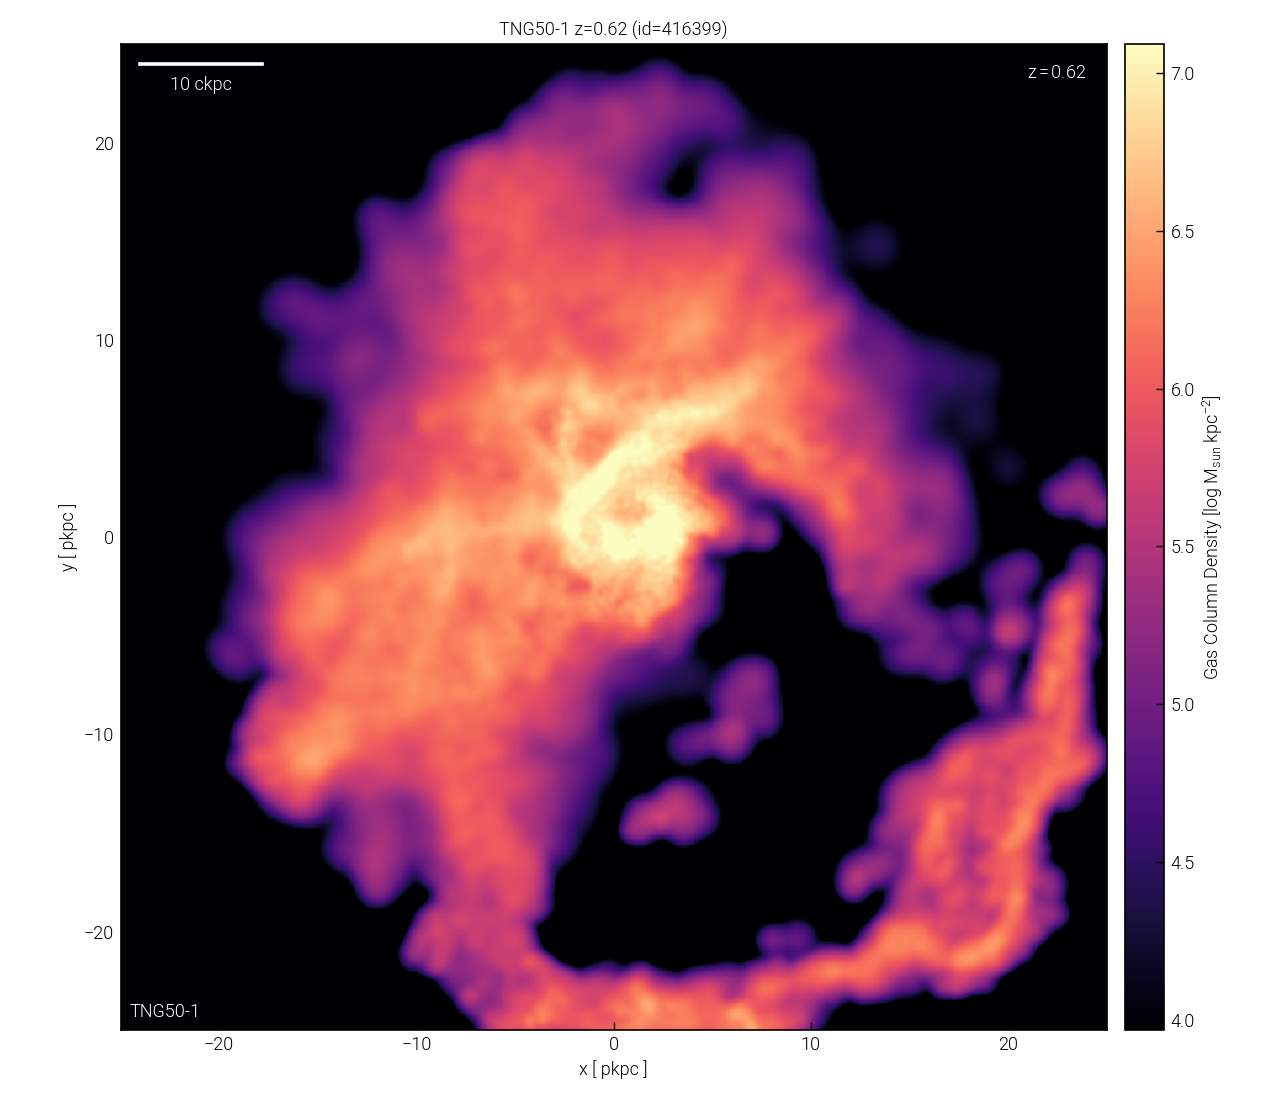 TNG50-1 z=0.62 (id=416399)
10 ckpc
z=0.62
TNG50-1
20
10
0
−10
−20
y [ pkpc ]
−20
−10
0
10
20
x [ pkpc ]
7.0
6.5
6.0
5.5
5.0
4.5
4.0
Gas Column Density [log M_sun kpc⁻²]